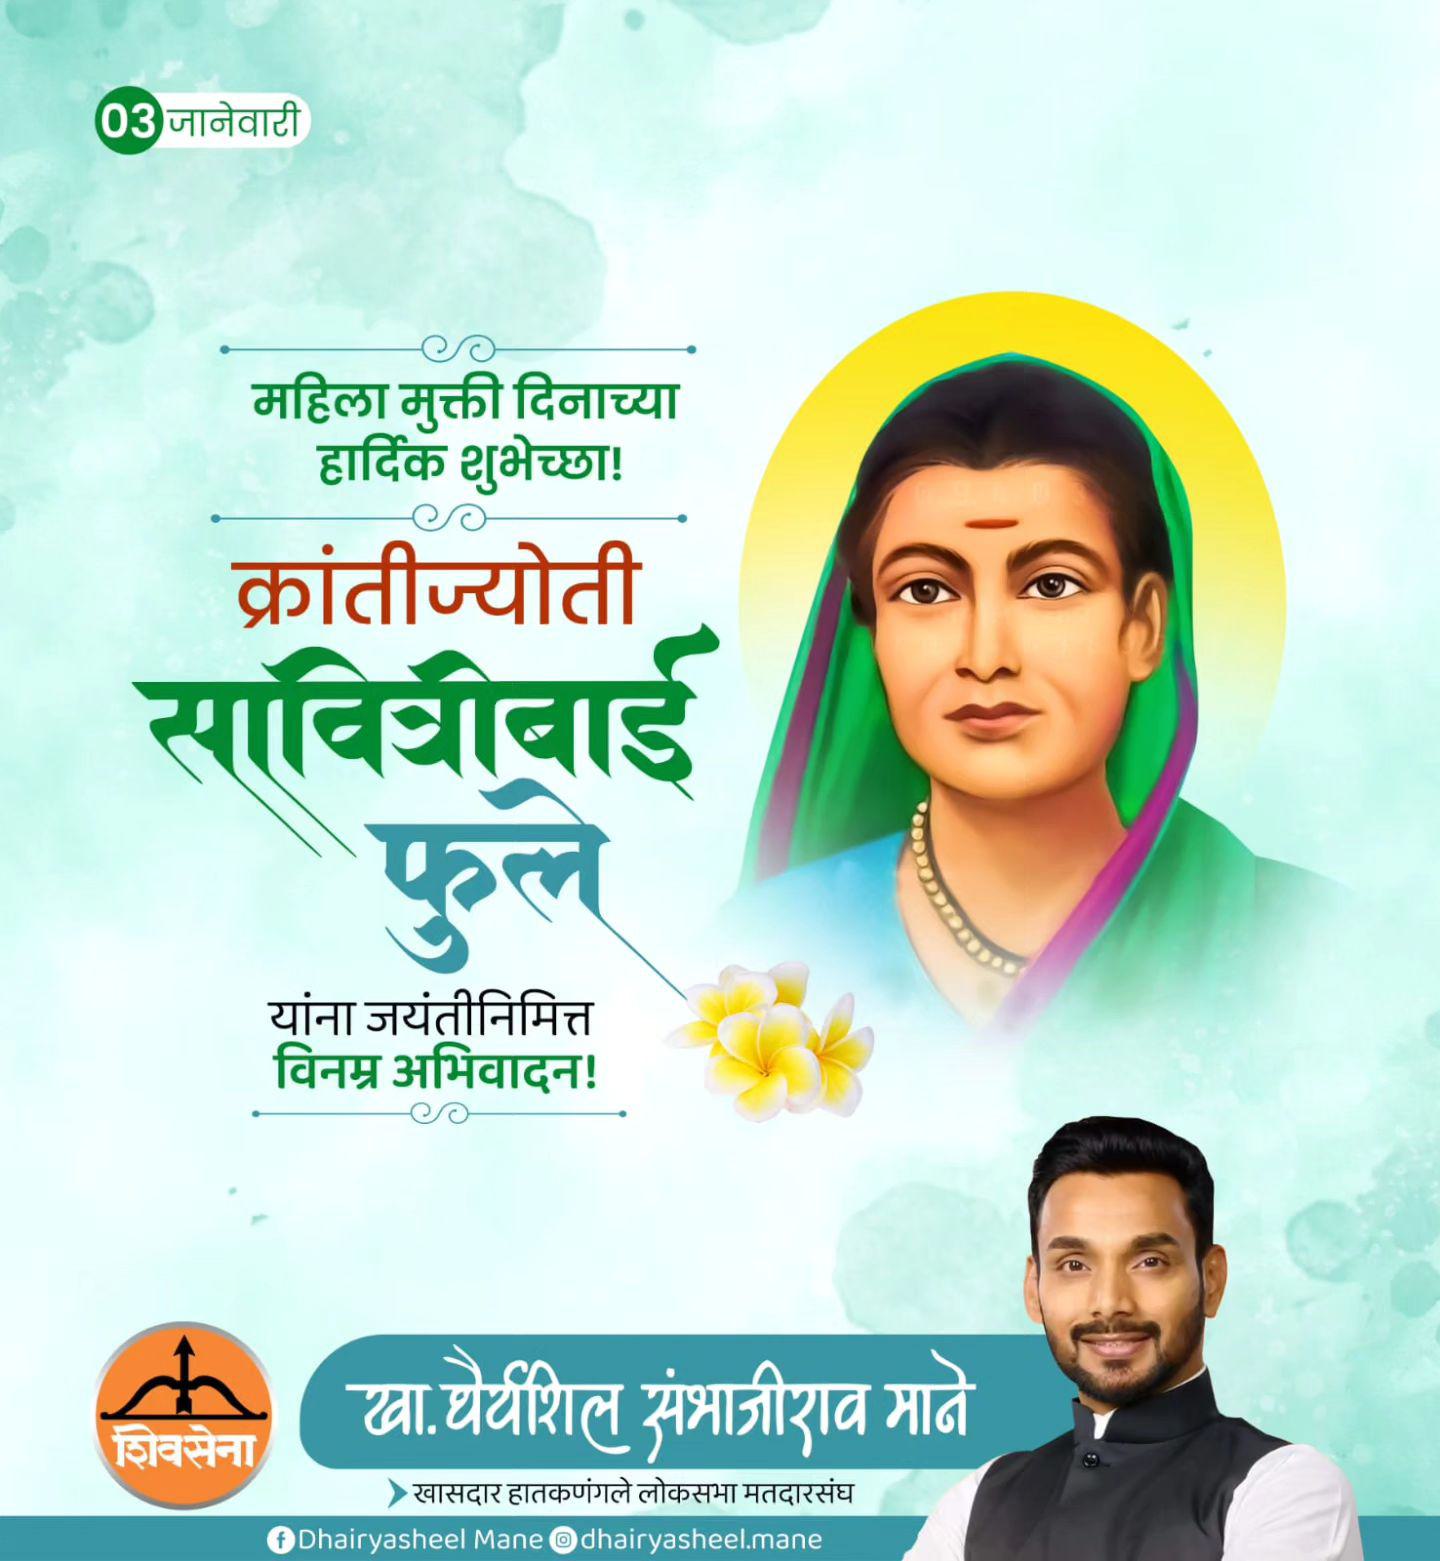 03 जानेवारी
महिला मुक्ती दिनाच्या
हार्दिक शुभेच्छा!
क्रांतीज्योती
सावित्रीबाई
फुले
यांना जयंतीनिमित्त
विनम्र अभिवादन!
शिवसेना
खा. धैर्यशिल संभाजीराव माने
खासदार हातकणंगले लोकसभा मतदारसंघ
Dhairyasheel Mane dhairyasheel.mane